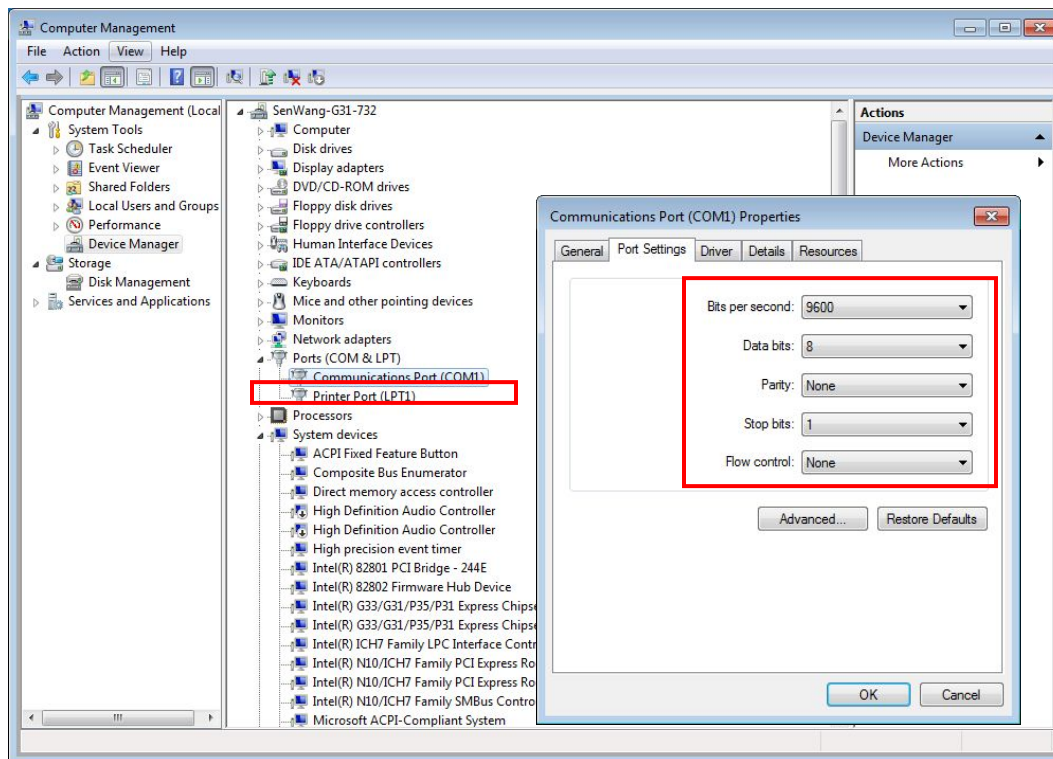 Computer Management
File Action View Help
Computer Management (Local
System Tools
Task Scheduler
Event Viewer
Shared Folders
Local Users and Groups
Performance
Device Manager
Storage
Disk Management
Services and Applications
SenWang-G31-732
Computer
Disk drives
Display adapters
DVD/CD-ROM drives
Floppy disk drives
Floppy drive controllers
Human Interface Devices
IDE ATA/ATAPI controllers
Keyboards
Mice and other pointing devices
Monitors
Network adapters
Ports (COM & LPT)
Communications Port (COM1)
Printer Port (LPT1)
Processors
System devices
ACPI Fixed Feature Button
Composite Bus Enumerator
Direct memory access controller
High Definition Audio Controller
High Definition Audio Controller
High precision event timer
Intel(R) 82801 PCI Bridge - 244E
Intel(R) 82802 Firmware Hub Device
Intel(R) G33/G31/P35/P31 Express Chipse
Intel(R) G33/G31/P35/P31 Express Chipse
Intel(R) ICH7 Family LPC Interface Contr
Intel(R) N10/ICH7 Family PCI Express Ro
Intel(R) N10/ICH7 Family PCI Express Ro
Intel(R) N10/ICH7 Family SMBus Contro
Microsoft ACPI-Compliant System
Actions
Device Manager
More Actions
Communications Port (COM1) Properties
General Port Settings Driver Details Resources
Bits per second: 9600
Data bits: 8
Parity: None
Stop bits: 1
Flow control: None
Advanced... Restore Defaults
OK Cancel